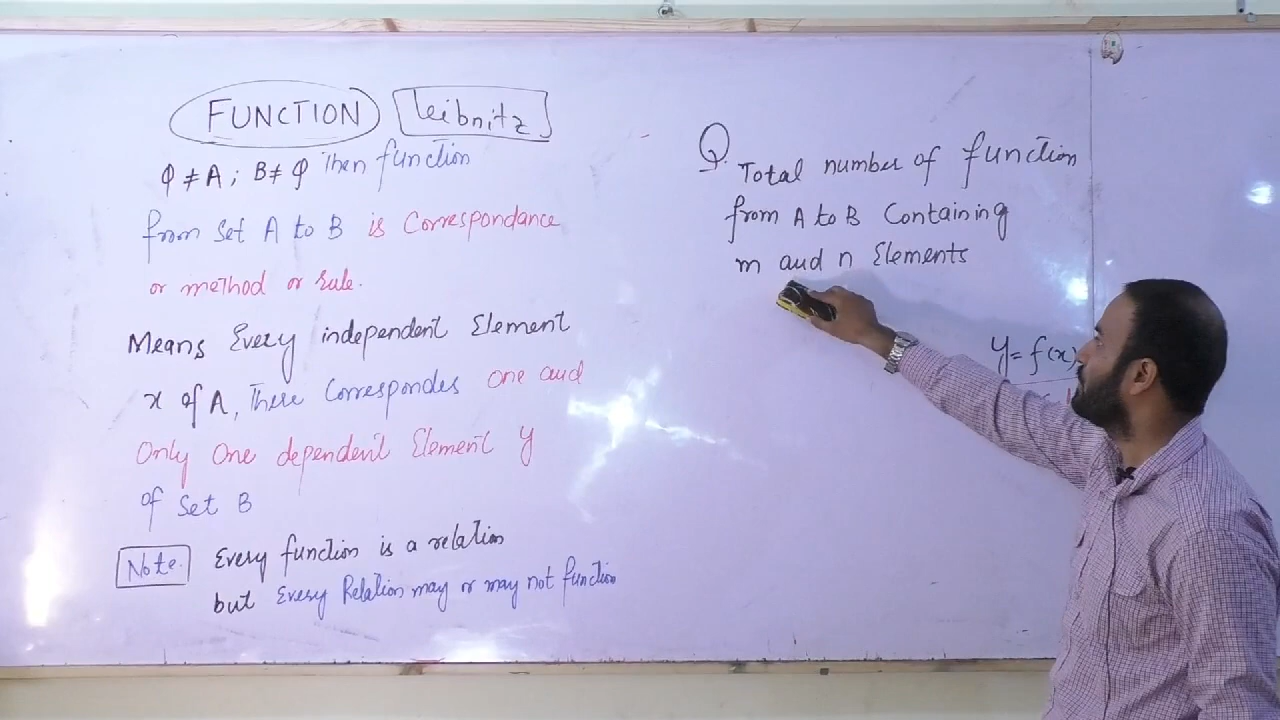 FUNCTION Leibnitz
φ ≠ A ; B ≠ φ Then function
from Set A to B is Correspondance
or method or rule.
Means Every independent Element
x of A, There Correspondes one and
Only One dependent Element y
of Set B
Note. Every function is a relation
but Every Relation may or may not function
Q. Total number of function
from A to B Containing
m and n Elements
y = f(x)